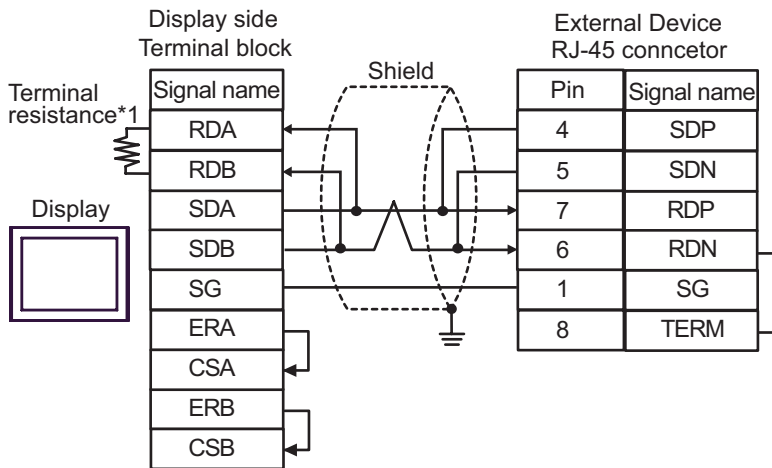 Display side
Terminal block
External Device
RJ-45 conncetor
Shield
Terminal
resistance*1
Display
Signal name
RDA
RDB
SDA
SDB
SG
ERA
CSA
ERB
CSB
Pin Signal name
4 SDP
5 SDN
7 RDP
6 RDN
1 SG
8 TERM